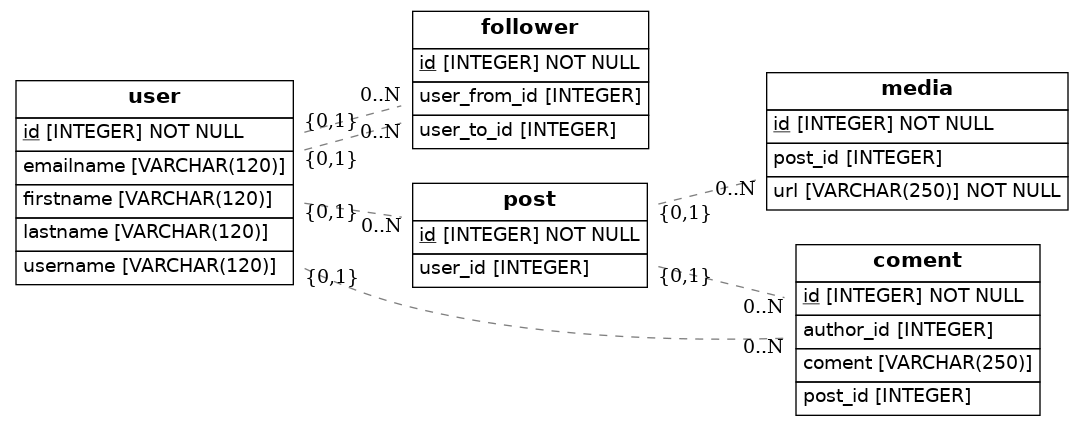 user
id [INTEGER] NOT NULL
emailname [VARCHAR(120)]
firstname [VARCHAR(120)]
lastname [VARCHAR(120)]
username [VARCHAR(120)]
follower
id [INTEGER] NOT NULL
user_from_id [INTEGER]
user_to_id [INTEGER]
post
id [INTEGER] NOT NULL
user_id [INTEGER]
media
id [INTEGER] NOT NULL
post_id [INTEGER]
url [VARCHAR(250)] NOT NULL
coment
id [INTEGER] NOT NULL
author_id [INTEGER]
coment [VARCHAR(250)]
post_id [INTEGER]
0..N
{0,1}
0..N
{0,1}
{0,1}
0..N
0..N
{0,1}
{0,1}
0..N
{0,1}
0..N